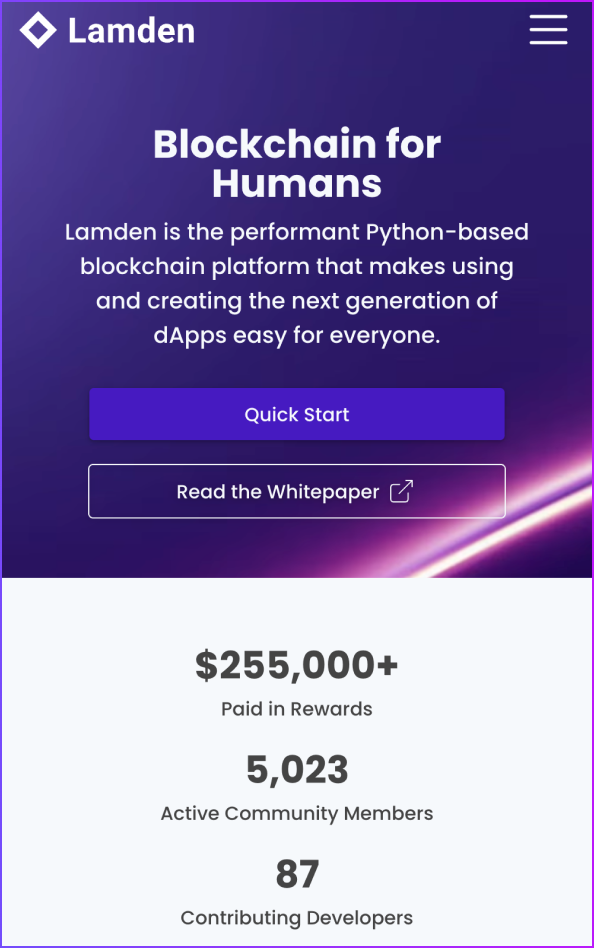 Lamden
Blockchain for
Humans
Lamden is the performant Python-based
blockchain platform that makes using
and creating the next generation of
dApps easy for everyone.
Quick Start
Read the Whitepaper
$255,000+
Paid in Rewards
5,023
Active Community Members
87
Contributing Developers